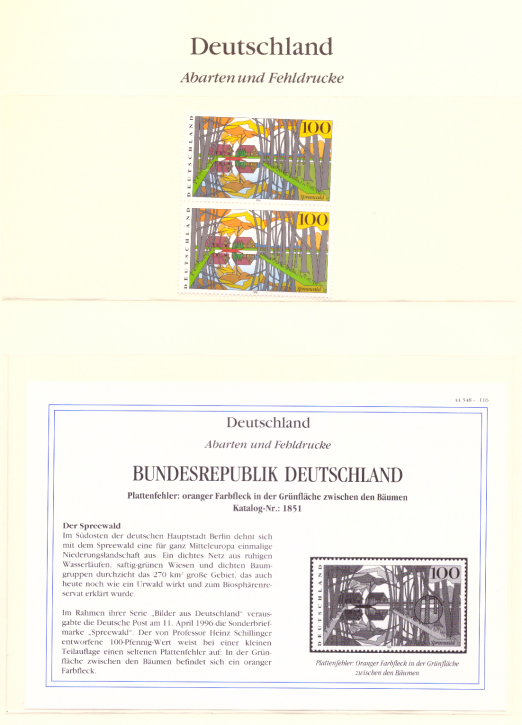 Deutschland
Abarten und Fehldrucke
DEUTSCHLAND
100
Spreewald
DEUTSCHLAND
100
Spreewald
44 548 - 116
Deutschland
Abarten und Fehldrucke
BUNDESREPUBLIK DEUTSCHLAND
Plattenfehler: oranger Farbfleck in der Grünfläche zwischen den Bäumen
Katalog-Nr.: 1851
Der Spreewald
Im Südosten der deutschen Hauptstadt Berlin dehnt sich
mit dem Spreewald eine für ganz Mitteleuropa einmalige
Niederungslandschaft aus. Ein dichtes Netz aus ruhigen
Wasserläufen, saftig-grünen Wiesen und dichten Baum-
gruppen durchzieht das 270 km² große Gebiet, das auch
heute noch wie ein Urwald wirkt und zum Biosphärenre-
servat erklärt wurde.
Im Rahmen ihrer Serie „Bilder aus Deutschland" veraus-
gabte die Deutsche Post am 11. April 1996 die Sonderbrief-
marke „Spreewald". Der von Professor Heinz Schillinger
entworfene 100-Pfennig-Wert weist bei einer kleinen
Teilauflage einen seltenen Plattenfehler auf: In der Grün-
fläche zwischen den Bäumen befindet sich ein oranger
Farbfleck.
DEUTSCHLAND
100
Spreewald
Plattenfehler: Oranger Farbfleck in der Grünfläche
zwischen den Bäumen